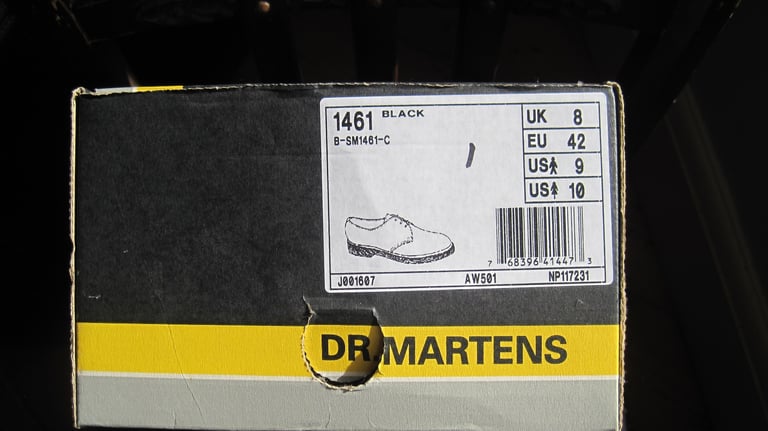 1461 BLACK
B-SM1461-C
UK 8
EU 42
US 9
US 10
7 68396 41447 3
J001607 AW501 NP117231
DR. MARTENS